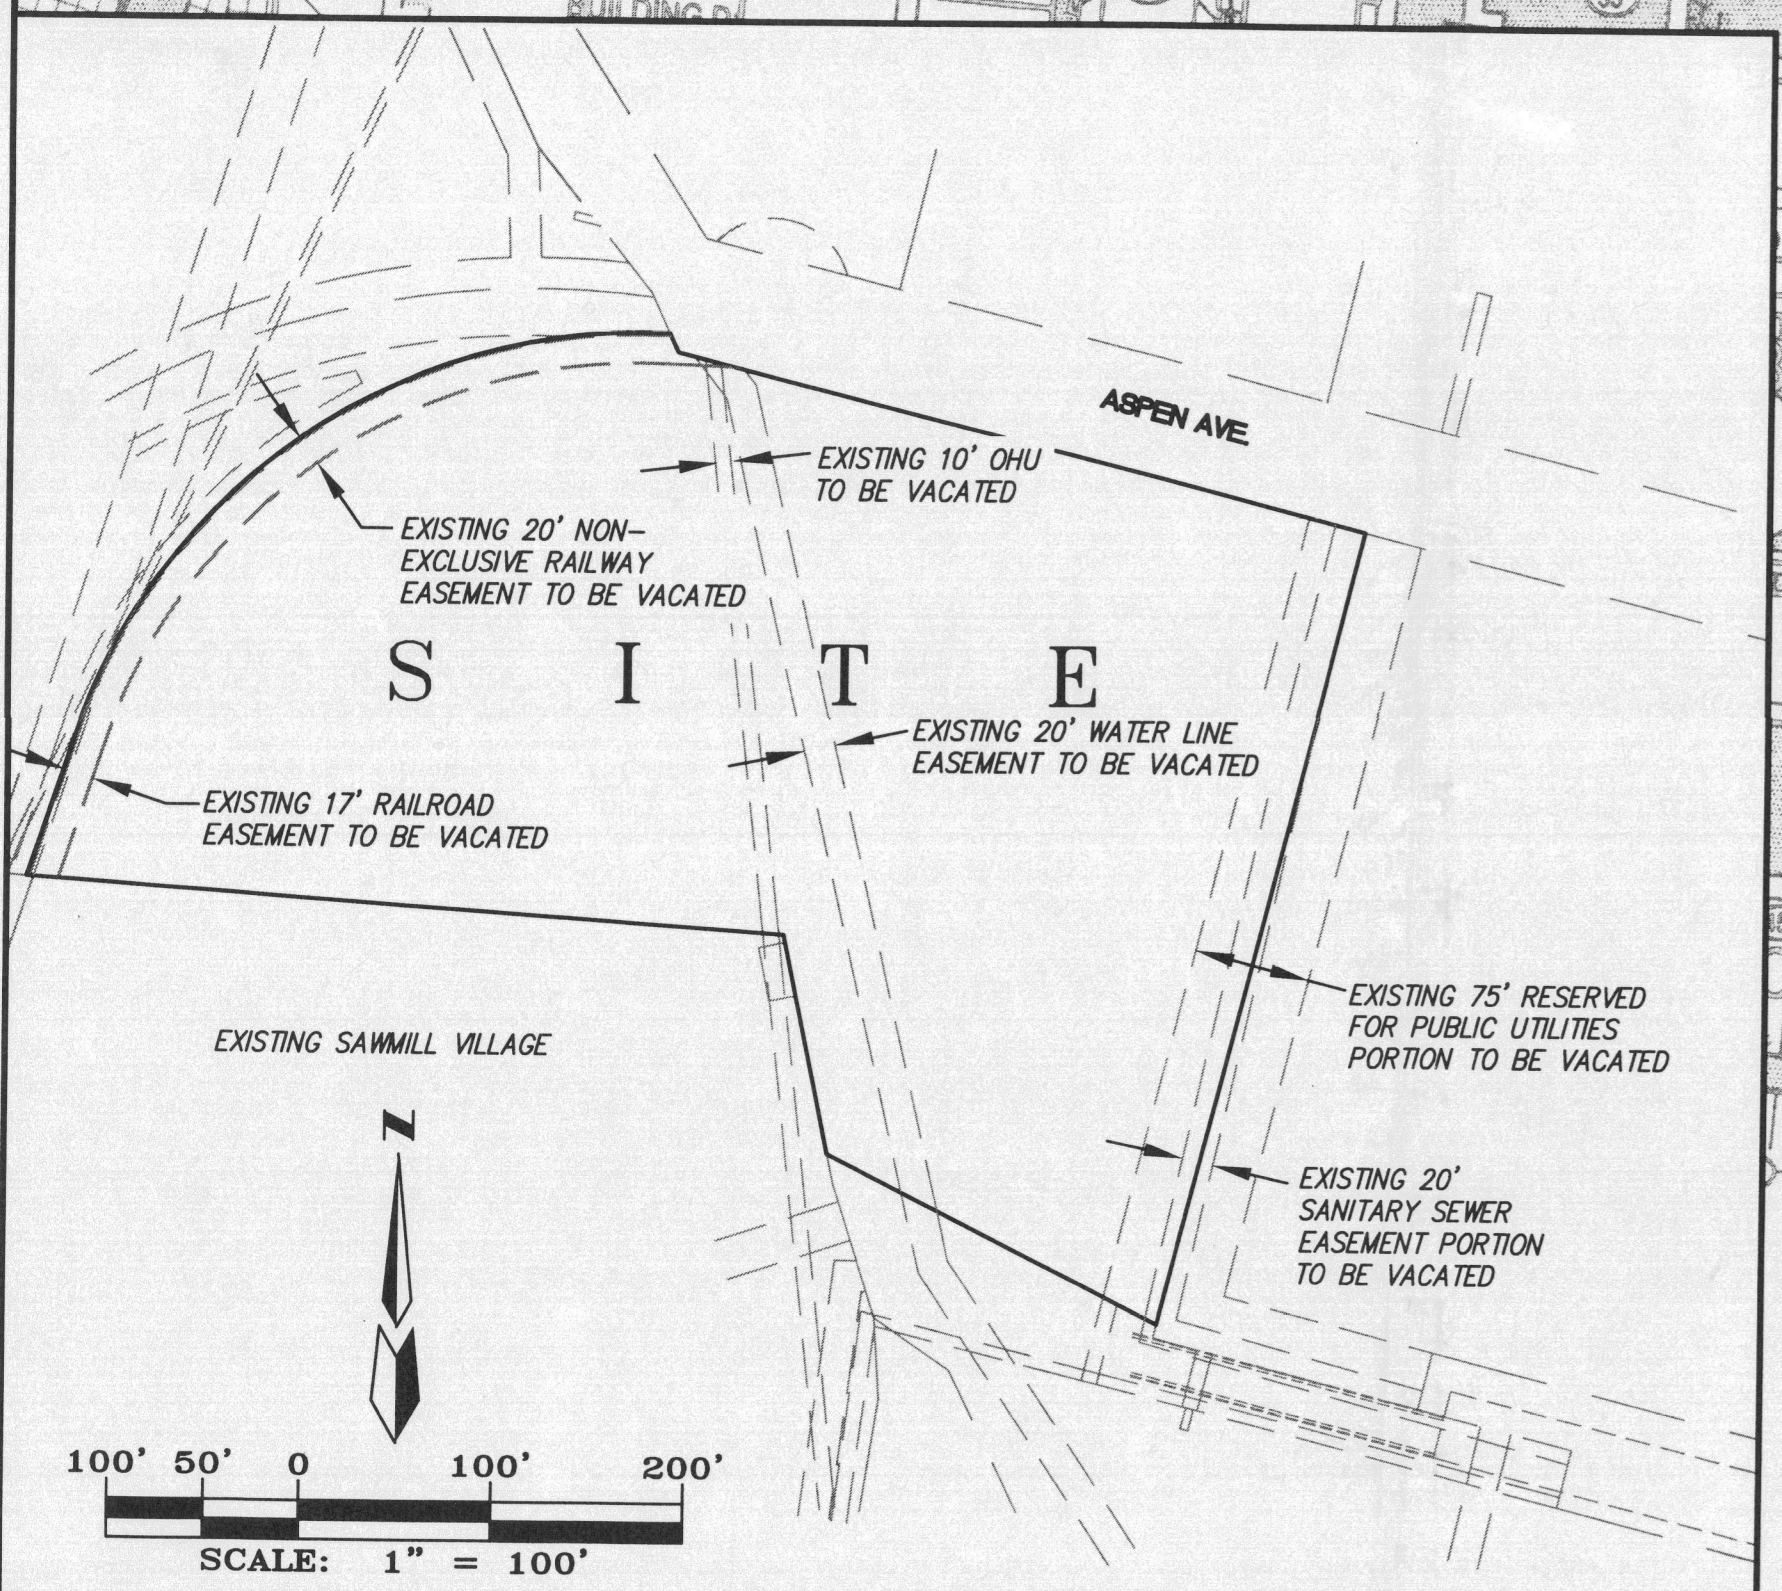 BUILDING
ASPEN AVE.
EXISTING 10' OHU
TO BE VACATED
EXISTING 20' NON-
EXCLUSIVE RAILWAY
EASEMENT TO BE VACATED
S I T E
EXISTING 20' WATER LINE
EASEMENT TO BE VACATED
EXISTING 17' RAILROAD
EASEMENT TO BE VACATED
EXISTING 75' RESERVED
FOR PUBLIC UTILITIES
PORTION TO BE VACATED
EXISTING SAWMILL VILLAGE
N
EXISTING 20'
SANITARY SEWER
EASEMENT PORTION
TO BE VACATED
100' 50' 0 100' 200'
SCALE: 1" = 100'